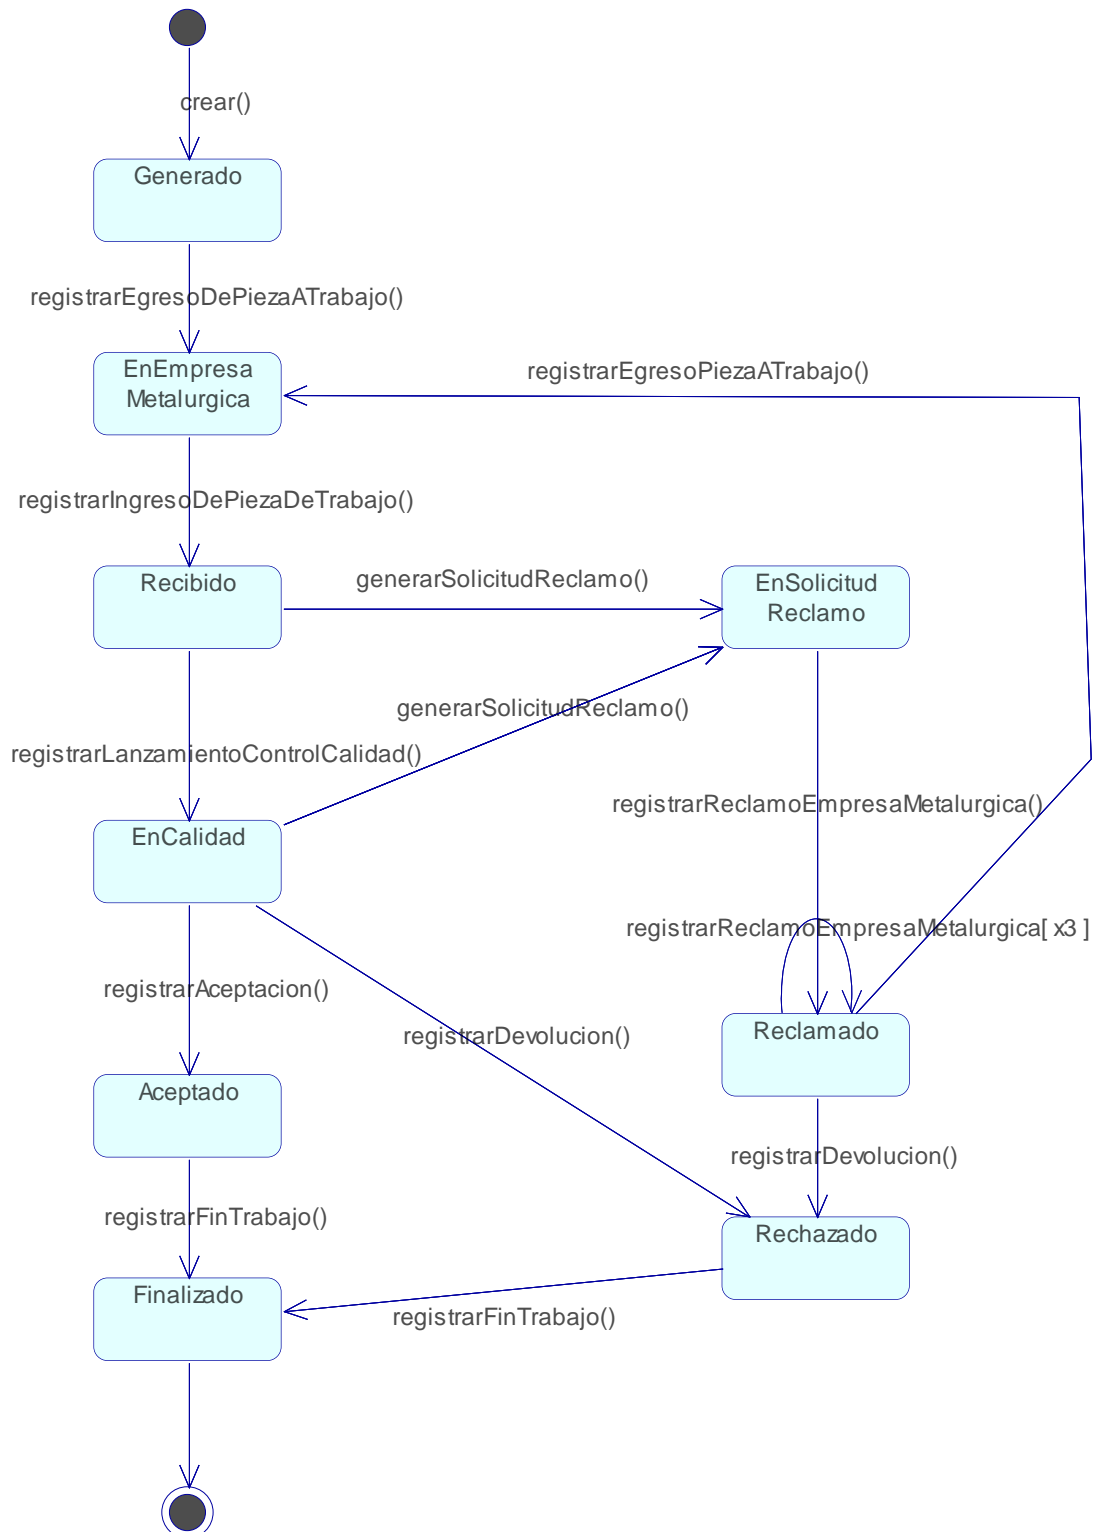 crear()
Generado
registrarEgresoDePiezaATrabajo()
EnEmpresa
Metalurgica
registrarEgresoPiezaATrabajo()
registrarIngresoDePiezaDeTrabajo()
Recibido
generarSolicitudReclamo()
EnSolicitud
Reclamo
generarSolicitudReclamo()
registrarLanzamientoControlCalidad()
EnCalidad
registrarReclamoEmpresaMetalurgica()
registrarReclamoEmpresaMetalurgica[ x3 ]
registrarAceptacion()
registrarDevolucion()
Reclamado
Aceptado
registrarDevolucion()
registrarFinTrabajo()
Rechazado
Finalizado
registrarFinTrabajo()